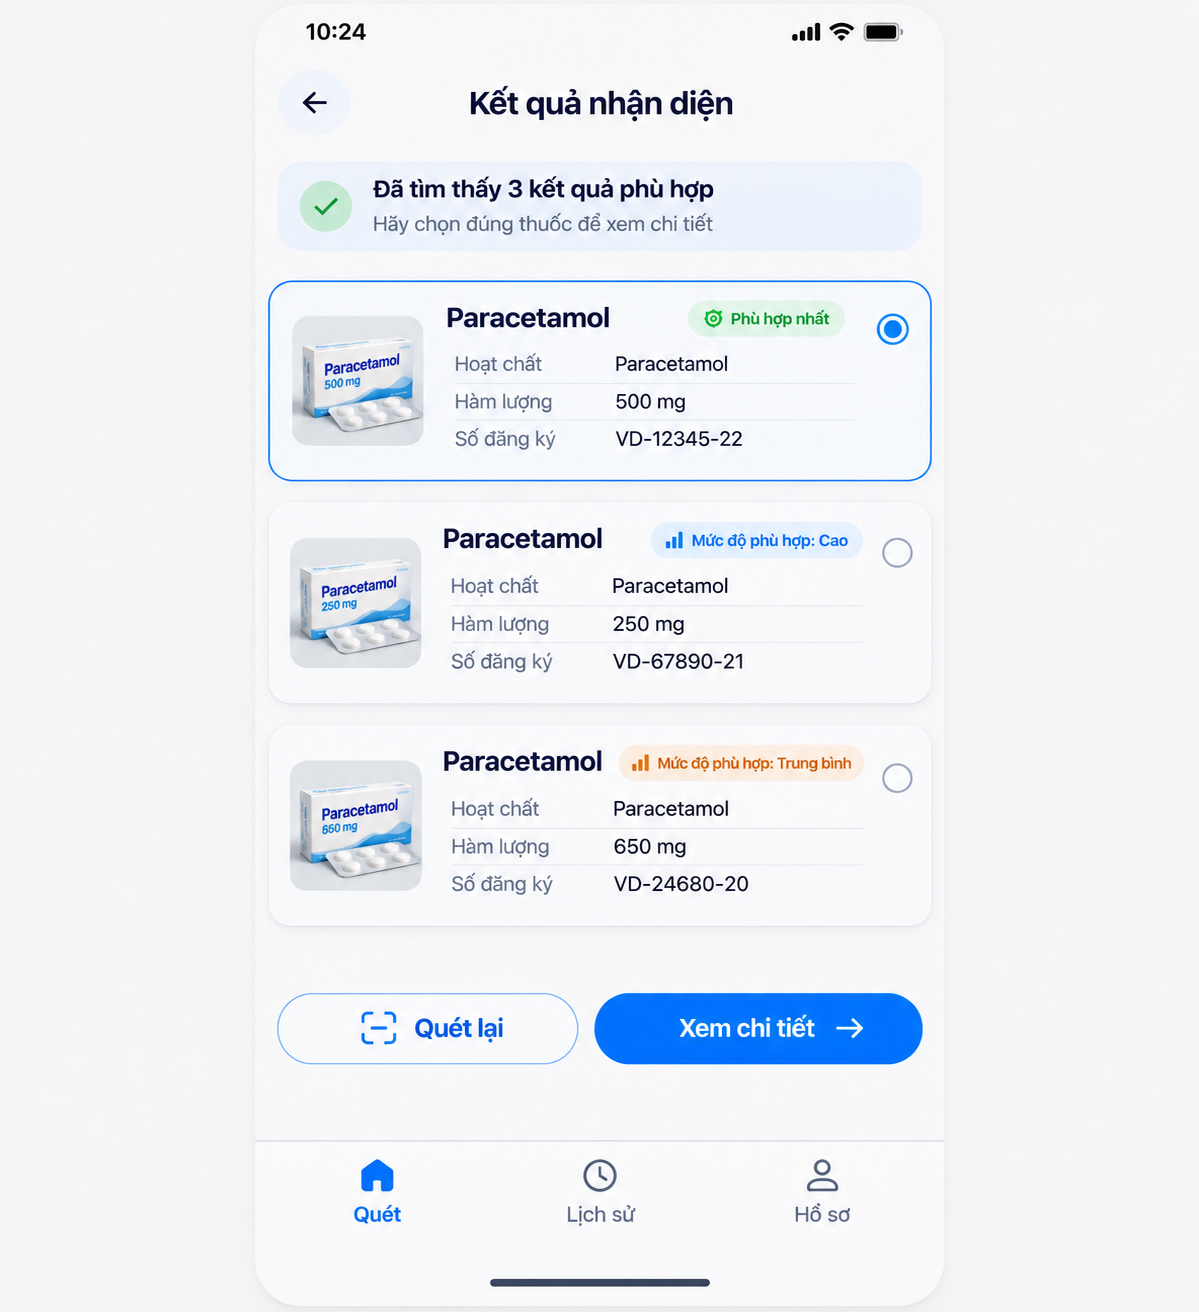 10:24
Kết quả nhận diện
Đã tìm thấy 3 kết quả phù hợp
Hãy chọn đúng thuốc để xem chi tiết
Paracetamol
500 mg
Paracetamol
Phù hợp nhất
Hoạt chất Paracetamol
Hàm lượng 500 mg
Số đăng ký VD-12345-22
Paracetamol
250 mg
Paracetamol
Mức độ phù hợp: Cao
Hoạt chất Paracetamol
Hàm lượng 250 mg
Số đăng ký VD-67890-21
Paracetamol
650 mg
Paracetamol
Mức độ phù hợp: Trung bình
Hoạt chất Paracetamol
Hàm lượng 650 mg
Số đăng ký VD-24680-20
Quét lại
Xem chi tiết
Quét
Lịch sử
Hồ sơ